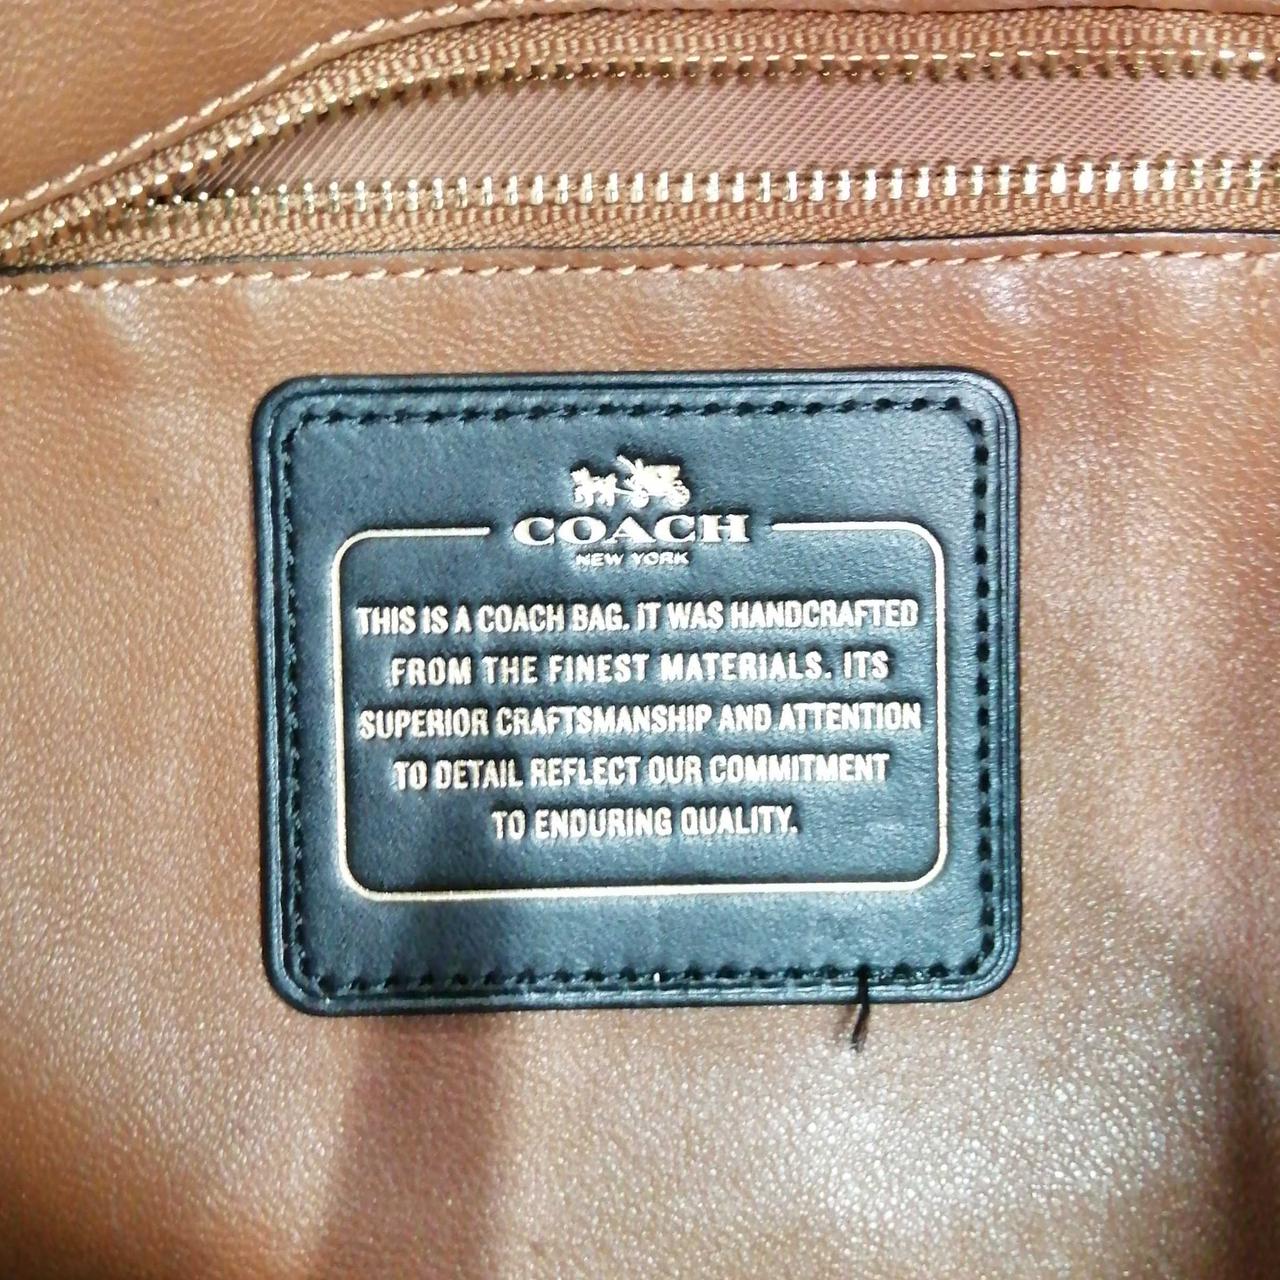 COACH
NEW YORK
THIS IS A COACH BAG. IT WAS HANDCRAFTED
FROM THE FINEST MATERIALS. ITS
SUPERIOR CRAFTSMANSHIP AND ATTENTION
TO DETAIL REFLECT OUR COMMITMENT
TO ENDURING QUALITY.